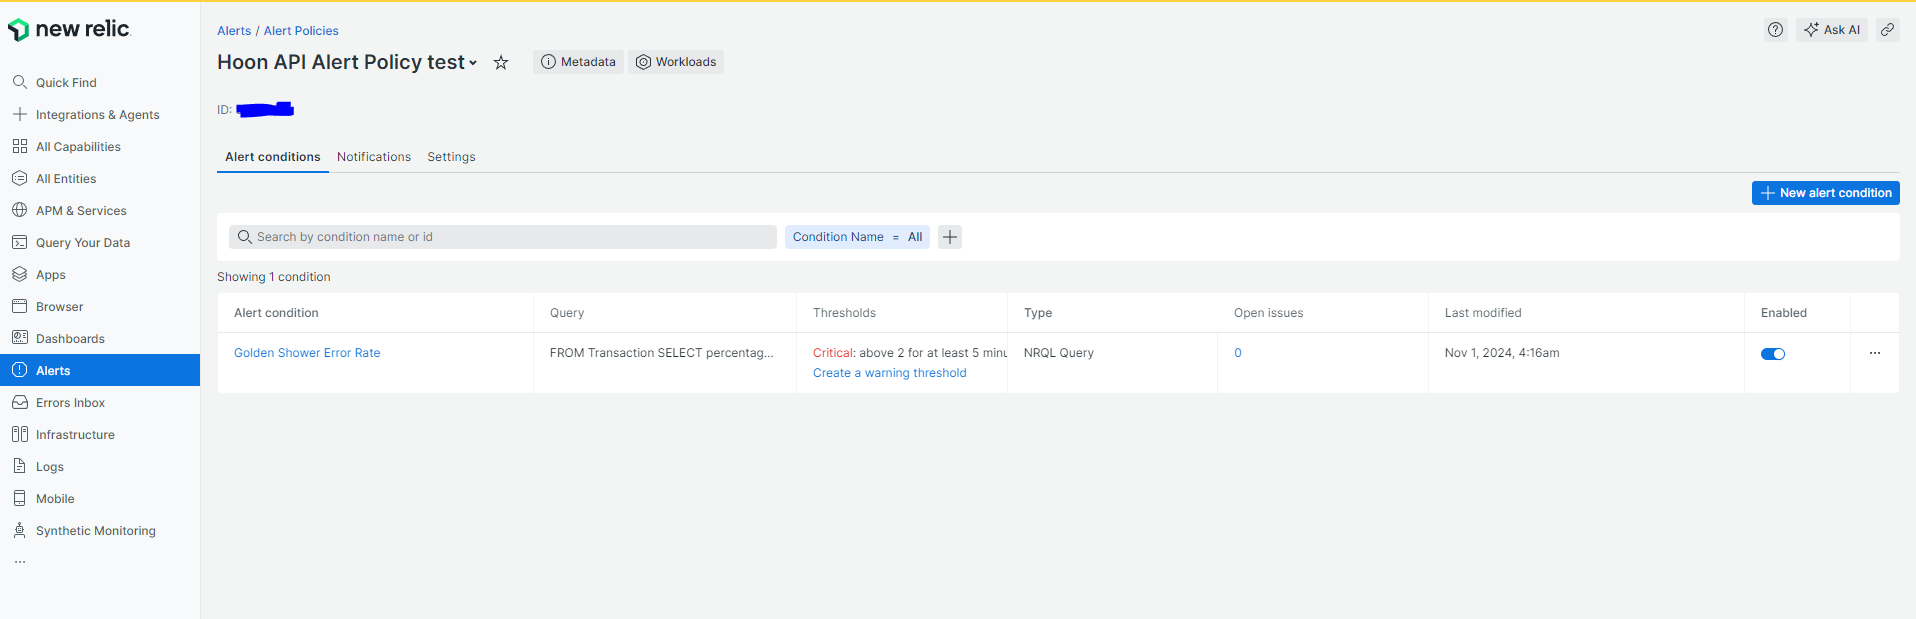 new relic
Quick Find
Integrations & Agents
All Capabilities
All Entities
APM & Services
Query Your Data
Apps
Browser
Dashboards
Alerts
Errors Inbox
Infrastructure
Logs
Mobile
Synthetic Monitoring
...
Alerts / Alert Policies
Ask AI
Hoon API Alert Policy test
Metadata
Workloads
ID:
Alert conditions Notifications Settings
New alert condition
Search by condition name or id
Condition Name = All
Showing 1 condition
Alert condition Query Thresholds Type Open issues Last modified Enabled
Golden Shower Error Rate FROM Transaction SELECT percentag... Critical: above 2 for at least 5 minu NRQL Query 0 Nov 1, 2024, 4:16am ...
Create a warning threshold